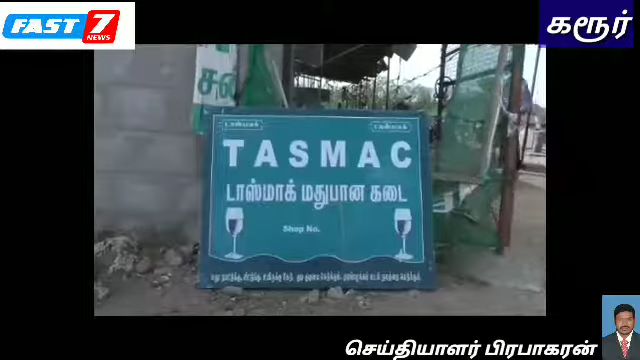 FAST 7
NEWS
கரூர்
டாஸ்மாக்
டாஸ்மாக்
TASMAC
டாஸ்மாக் மதுபான கடை
Shop No.
செய்தியாளர் பிரபாகரன்